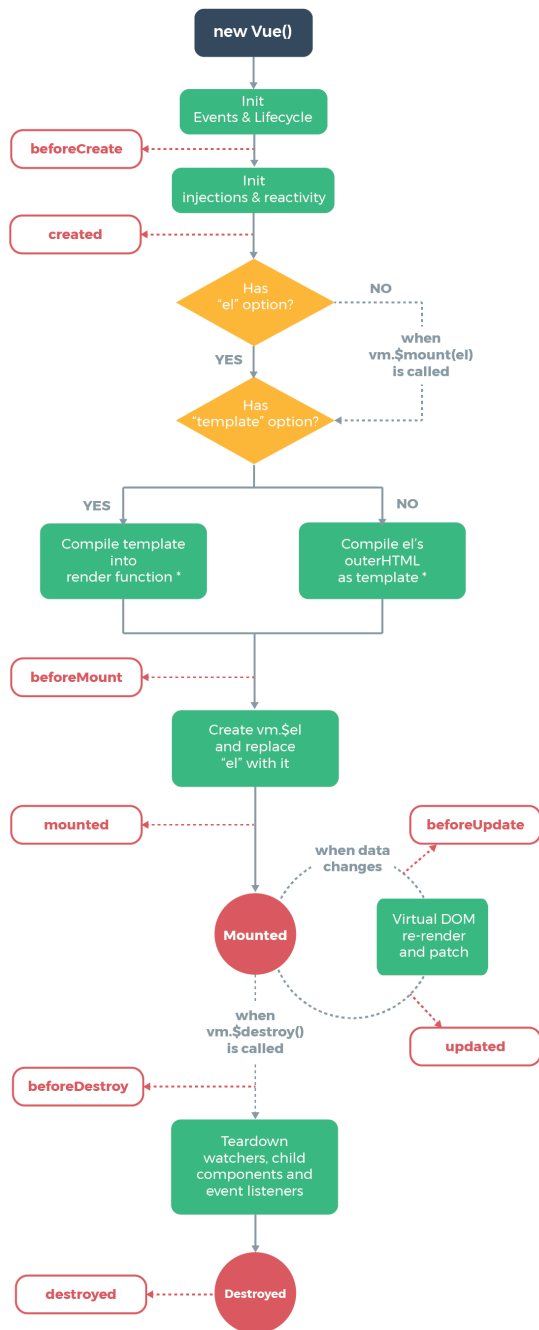 new Vue()
Init
Events & Lifecycle
beforeCreate
Init
injections & reactivity
created
Has
“el” option?
NO
when
vm.$mount(el)
is called
YES
Has
“template” option?
YES
NO
Compile template
into
render function *
Compile el’s
outerHTML
as template *
beforeMount
Create vm.$el
and replace
“el” with it
mounted
beforeUpdate
when data
changes
Mounted
Virtual DOM
re-render
and patch
when
vm.$destroy()
is called
updated
beforeDestroy
Teardown
watchers, child
components and
event listeners
destroyed
Destroyed